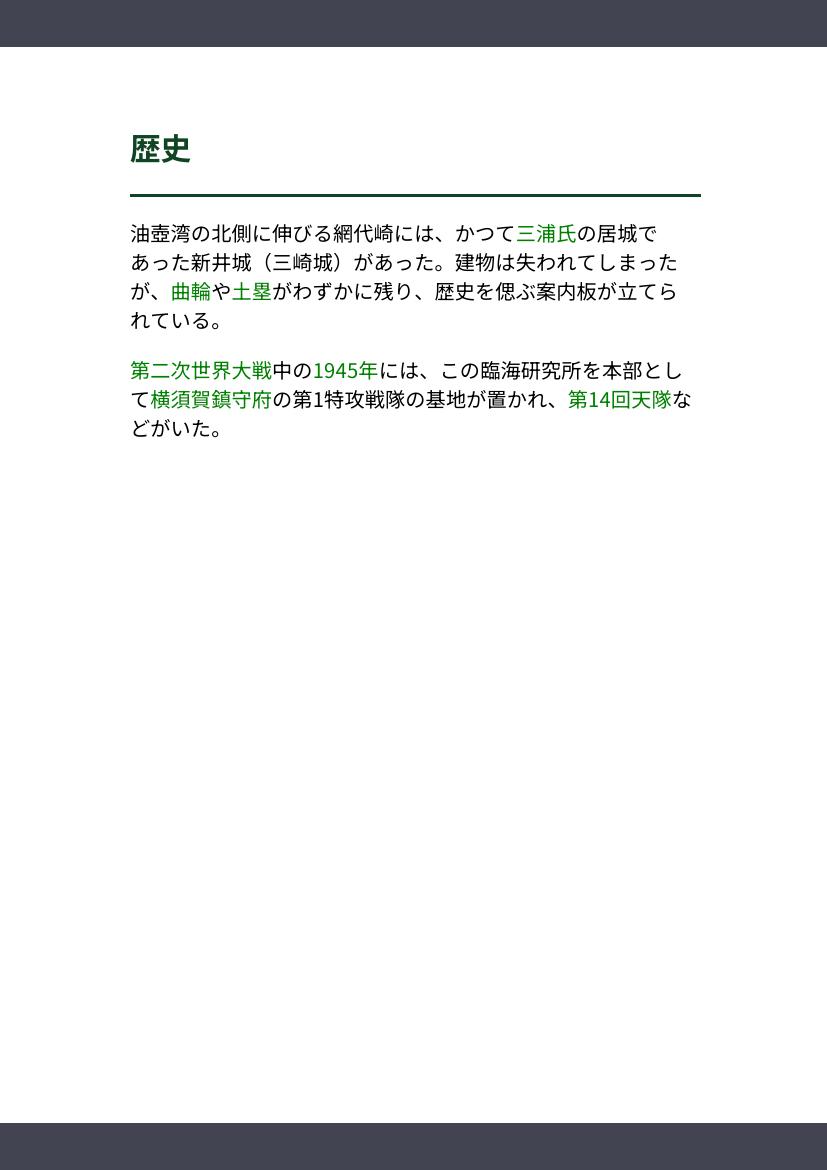 歴史
油壺湾の北側に伸びる網代崎には、かつて三浦氏の居城で
あった新井城（三崎城）があった。建物は失われてしまった
が、曲輪や土塁がわずかに残り、歴史を偲ぶ案内板が立てら
れている。
第二次世界大戦中の1945年には、この臨海研究所を本部とし
て横須賀鎮守府の第1特攻戦隊の基地が置かれ、第14回天隊な
どがいた。